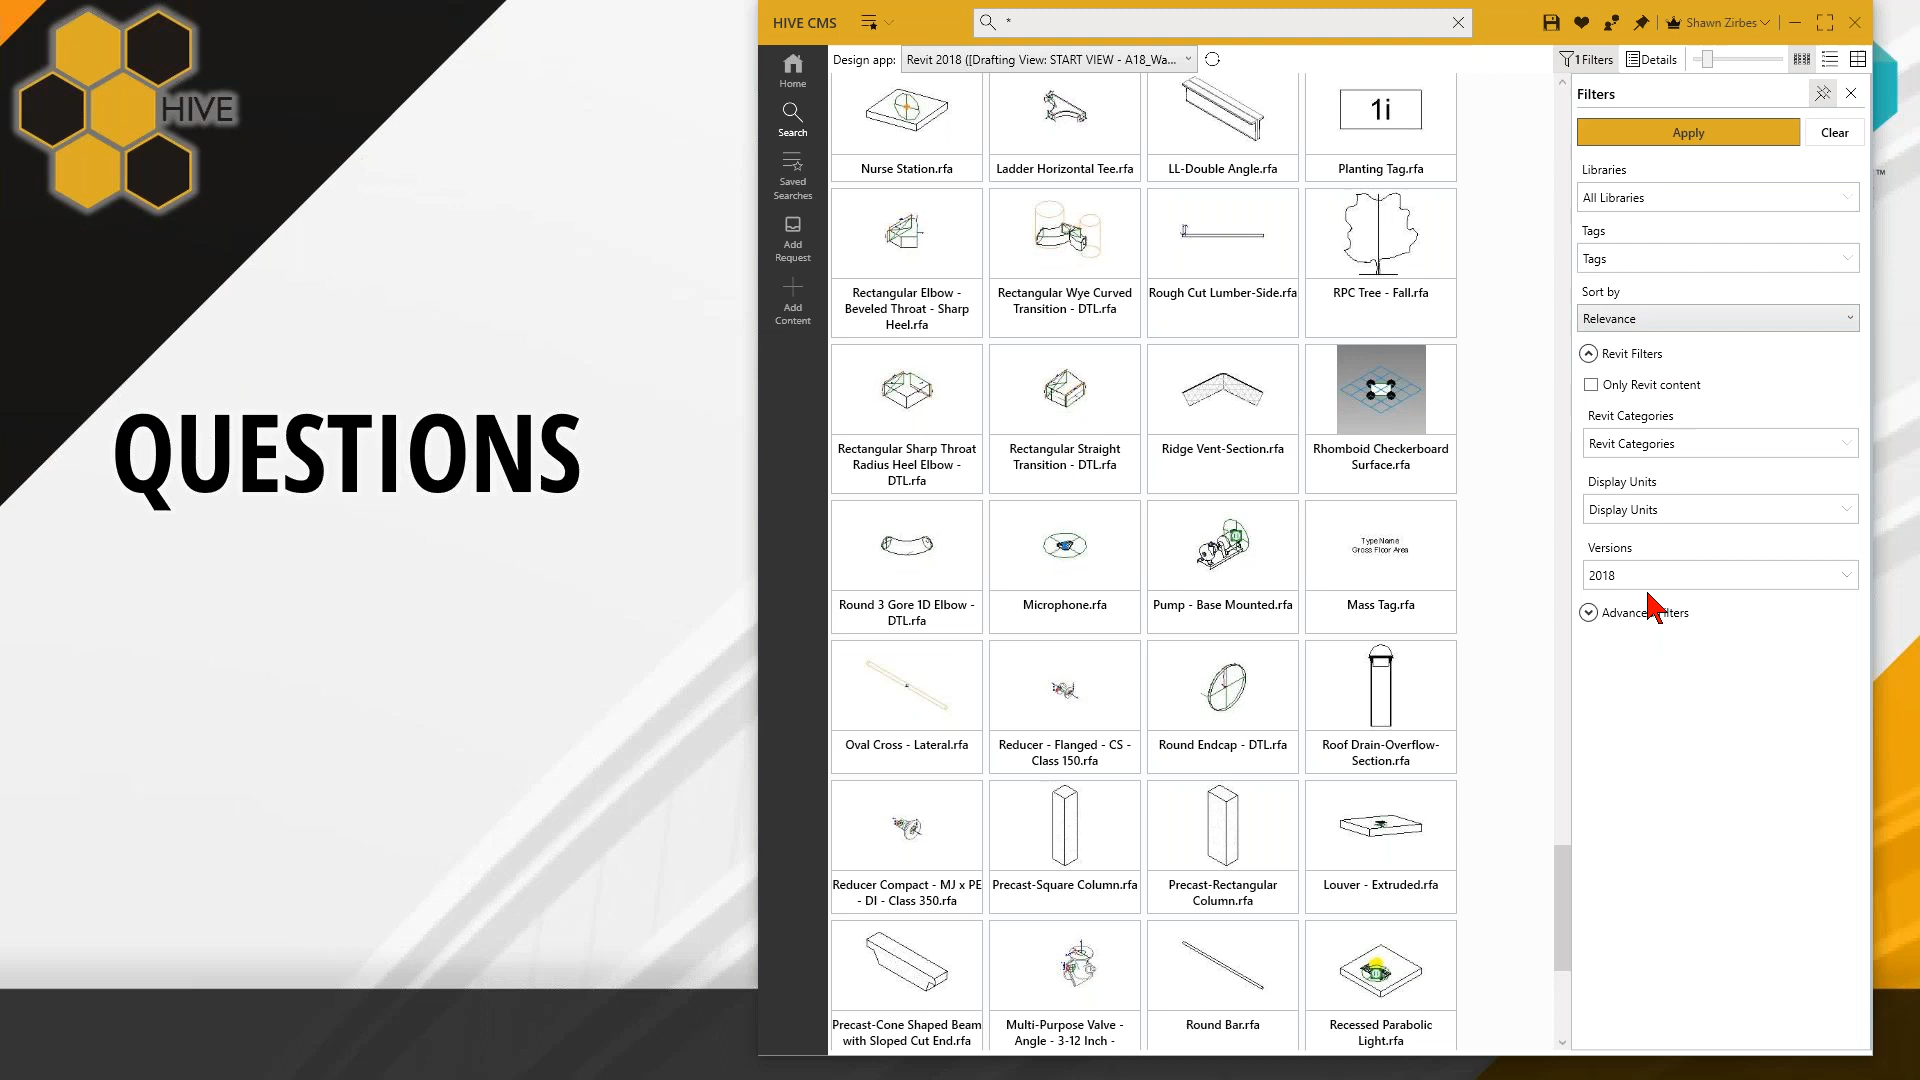 HIVE
QUESTIONS
HIVE CMS
*
Shawn Zirbes
Home
Search
Saved
Searches
Add
Request
Add
Content
Design app:
Revit 2018 ([Drafting View: START VIEW - A18_Wa...
1Filters
Details
Nurse Station.rfa
Ladder Horizontal Tee.rfa
LL-Double Angle.rfa
1i
Planting Tag.rfa
Rectangular Elbow -
Beveled Throat - Sharp
Heel.rfa
Rectangular Wye Curved
Transition - DTL.rfa
Rough Cut Lumber-Side.rfa
RPC Tree - Fall.rfa
Rectangular Sharp Throat
Radius Heel Elbow -
DTL.rfa
Rectangular Straight
Transition - DTL.rfa
Ridge Vent-Section.rfa
Rhomboid Checkerboard
Surface.rfa
Round 3 Gore 1D Elbow -
DTL.rfa
Microphone.rfa
Pump - Base Mounted.rfa
Type Name
Gross Floor Area
Mass Tag.rfa
Oval Cross - Lateral.rfa
Reducer - Flanged - CS -
Class 150.rfa
Round Endcap - DTL.rfa
Roof Drain-Overflow-
Section.rfa
Reducer Compact - MJ x PE
- DI - Class 350.rfa
Precast-Square Column.rfa
Precast-Rectangular
Column.rfa
Louver - Extruded.rfa
Precast-Cone Shaped Beam
with Sloped Cut End.rfa
Multi-Purpose Valve -
Angle - 3-12 Inch -
Round Bar.rfa
Recessed Parabolic
Light.rfa
Filters
Apply
Clear
Libraries
All Libraries
Tags
Tags
Sort by
Relevance
Revit Filters
Only Revit content
Revit Categories
Revit Categories
Display Units
Display Units
Versions
2018
Advanced Filters
™